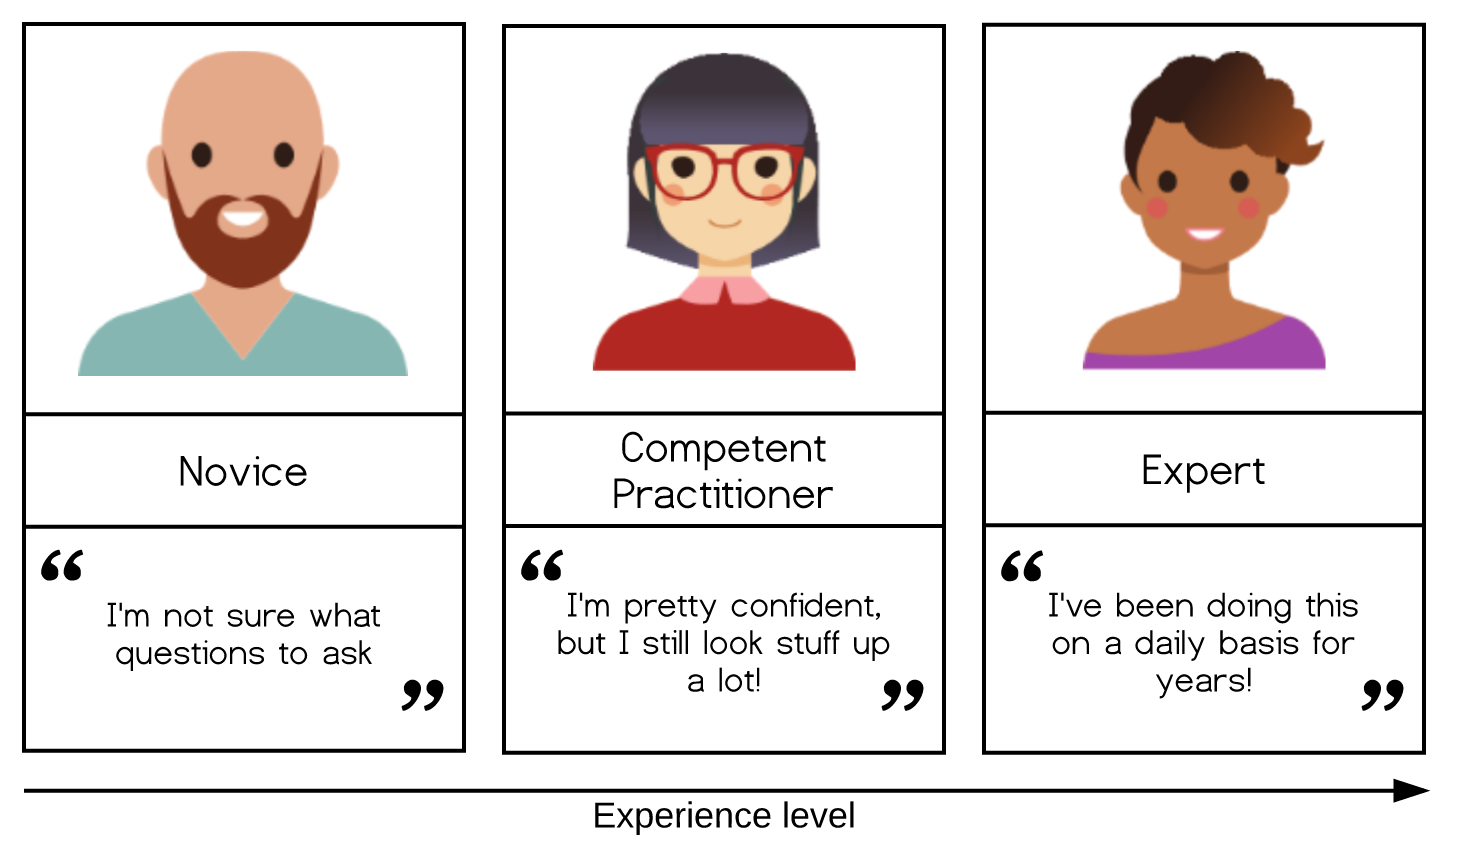 Novice
“
I'm not sure what
questions to ask
”
Competent
Practitioner
“
I'm pretty confident,
but I still look stuff up
a lot!
”
Expert
“
I've been doing this
on a daily basis for
years!
”
Experience level